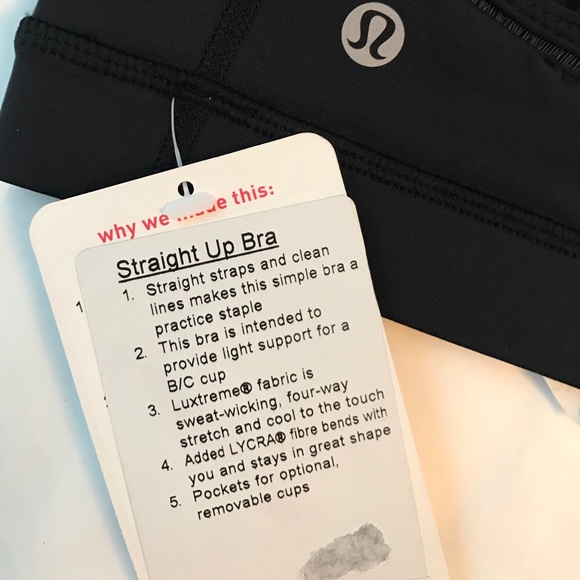 why we made this:
Straight Up Bra
1. Straight straps and clean
lines makes this simple bra a
practice staple
2. This bra is intended to
provide light support for a
B/C cup
3. Luxtreme® fabric is
sweat-wicking, four-way
stretch and cool to the touch
4. Added LYCRA® fibre bends with
you and stays in great shape
5. Pockets for optional,
removable cups
1